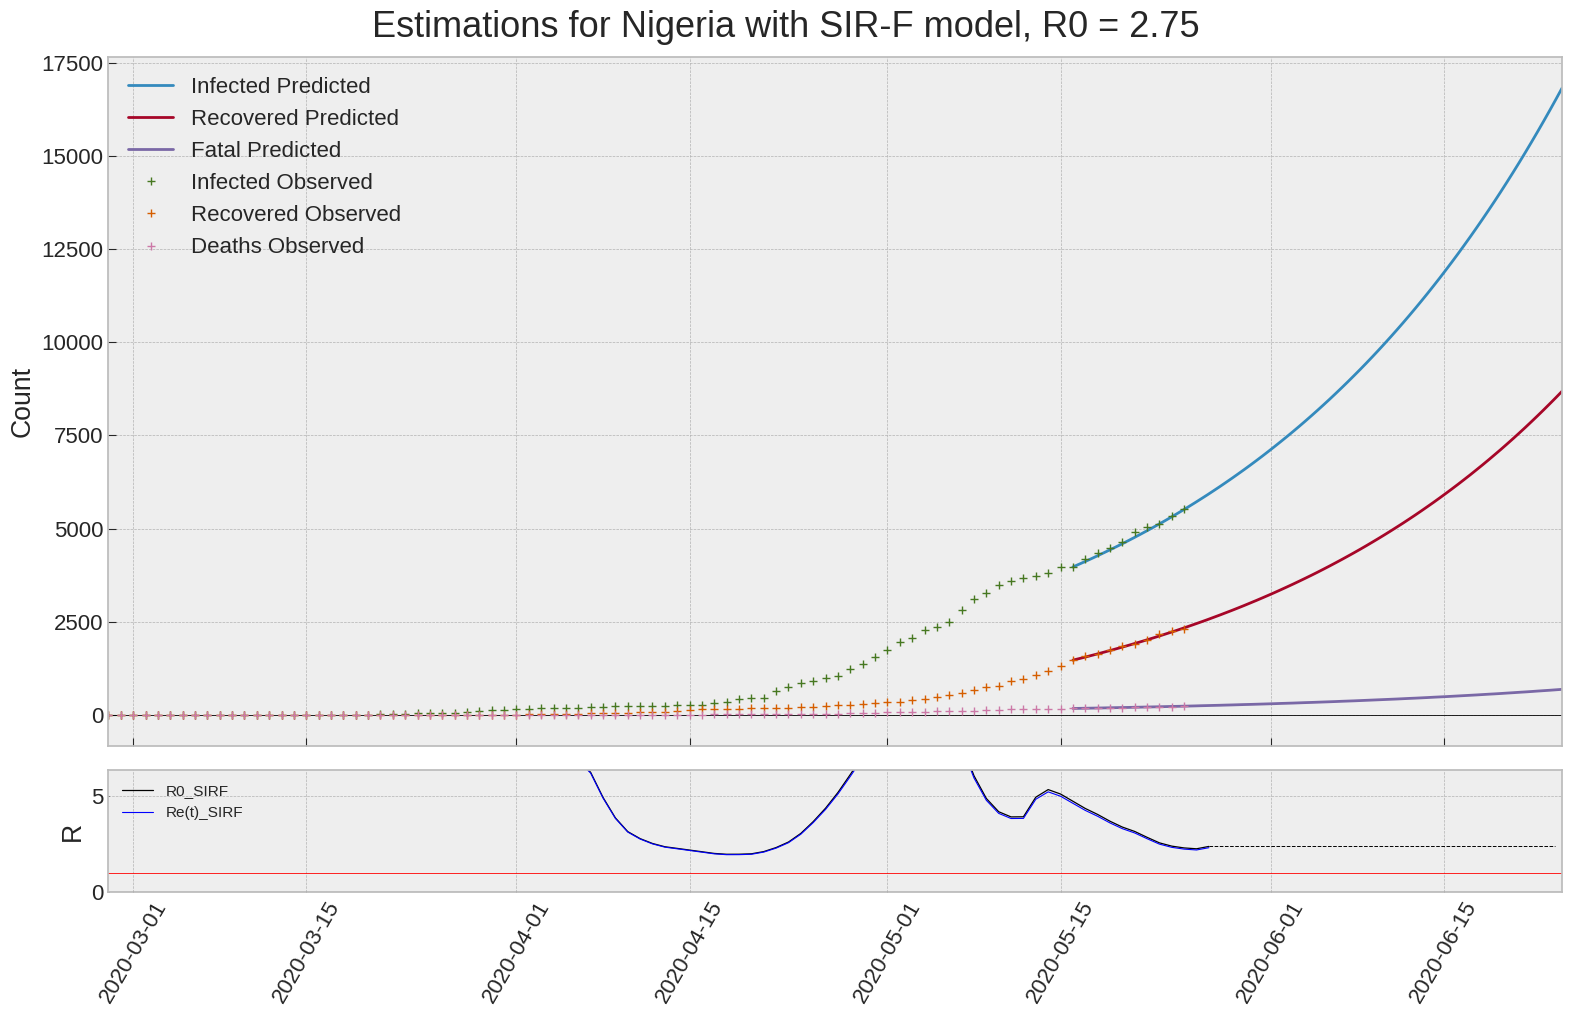 Estimations for Nigeria with SIR-F model, R0 = 2.75
17500
15000
12500
10000
7500
5000
2500
0
Count
Infected Predicted
Recovered Predicted
Fatal Predicted
Infected Observed
Recovered Observed
Deaths Observed
5
0
R
R0_SIRF
Re(t)_SIRF
2020-03-01
2020-03-15
2020-04-01
2020-04-15
2020-05-01
2020-05-15
2020-06-01
2020-06-15